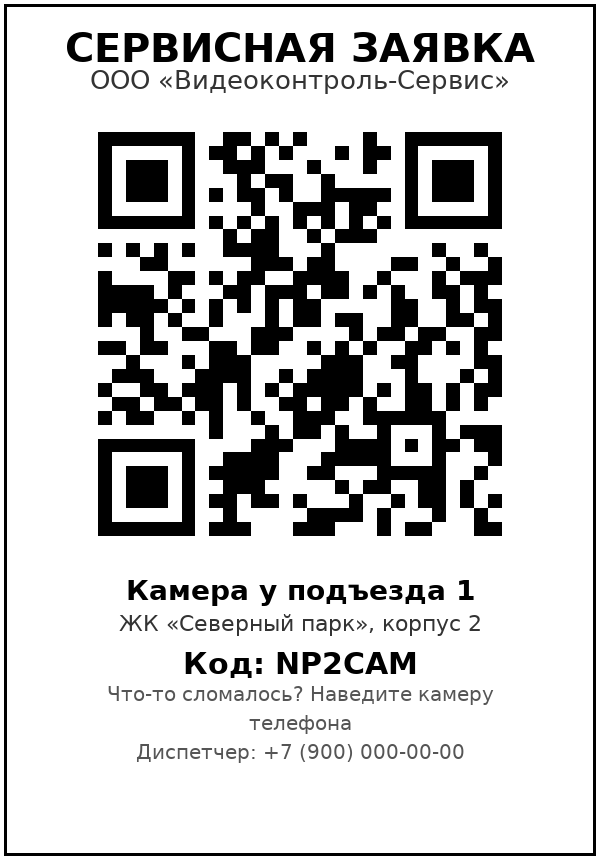 СЕРВИСНАЯ ЗАЯВКА
ООО «Видеоконтроль-Сервис»
Камера у подъезда 1
ЖК «Северный парк», корпус 2
Код: NP2CAM
Что-то сломалось? Наведите камеру
телефона
Диспетчер: +7 (900) 000-00-00